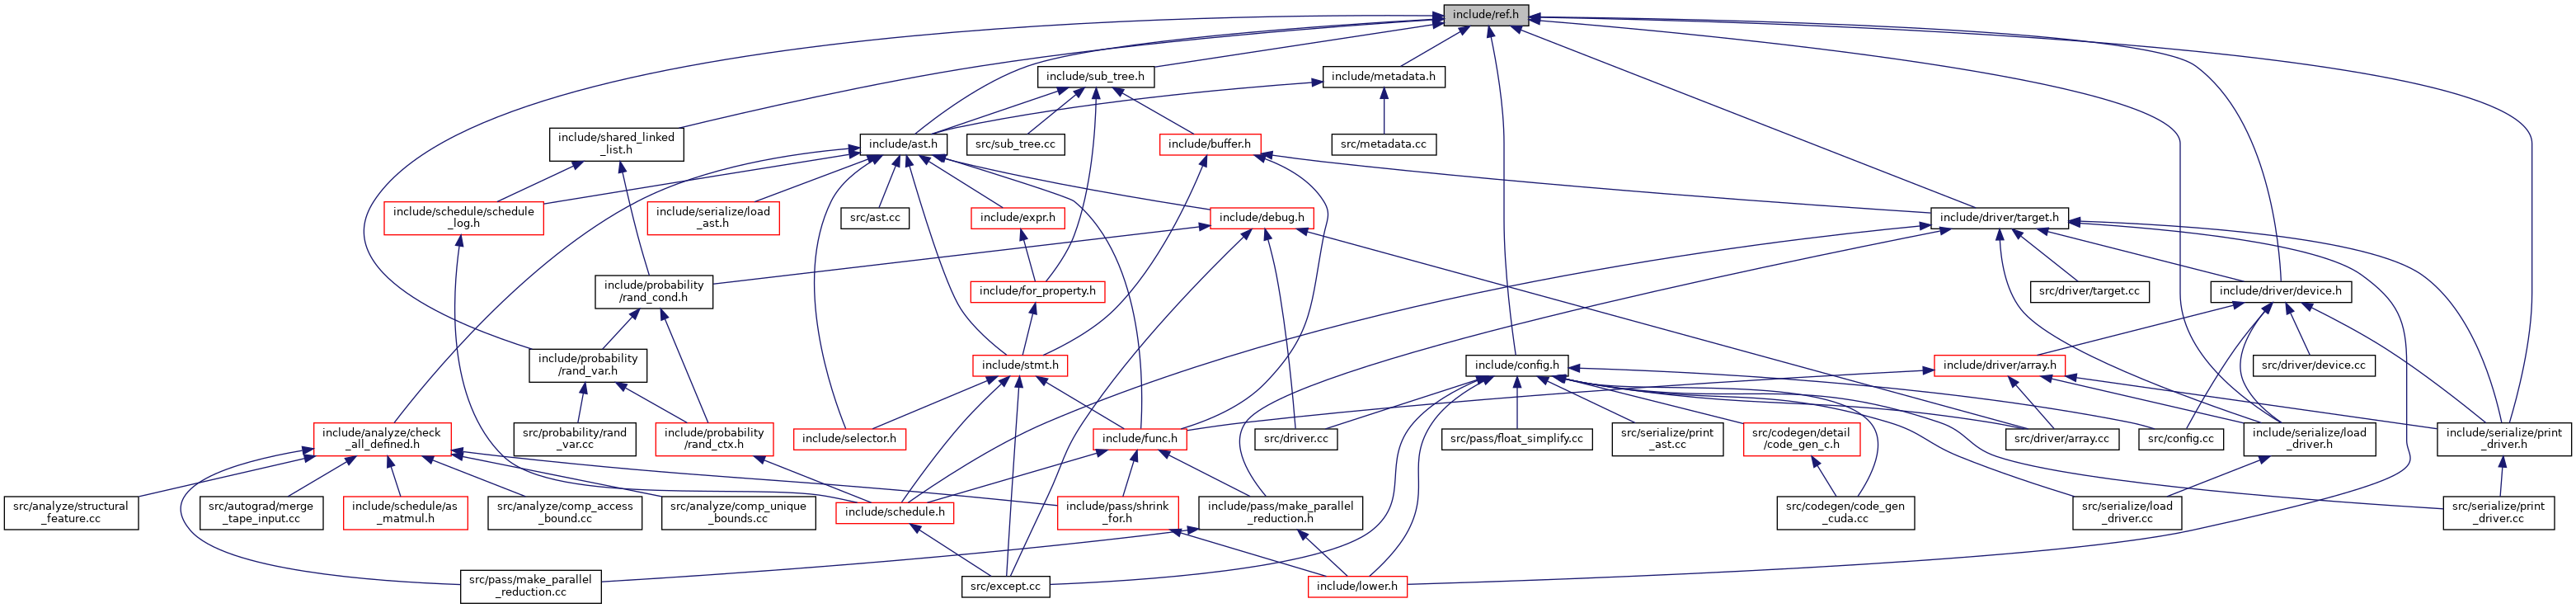 include/ref.h
include/sub_tree.h
include/metadata.h
include/shared_linked
_list.h
include/ast.h
src/sub_tree.cc
include/buffer.h
src/metadata.cc
include/schedule/schedule
_log.h
include/serialize/load
_ast.h
src/ast.cc
include/expr.h
include/debug.h
include/driver/target.h
include/probability
/rand_cond.h
include/for_property.h
src/driver/target.cc
include/driver/device.h
include/probability
/rand_var.h
include/stmt.h
include/config.h
include/driver/array.h
src/driver/device.cc
include/analyze/check
_all_defined.h
src/probability/rand
_var.cc
include/probability
/rand_ctx.h
include/selector.h
include/func.h
src/driver.cc
src/pass/float_simplify.cc
src/serialize/print
_ast.cc
src/codegen/detail
/code_gen_c.h
src/driver/array.cc
src/config.cc
include/serialize/load
_driver.h
include/serialize/print
_driver.h
src/analyze/structural
_feature.cc
src/autograd/merge
_tape_input.cc
include/schedule/as
_matmul.h
src/analyze/comp_access
_bound.cc
src/analyze/comp_unique
_bounds.cc
include/schedule.h
include/pass/shrink
_for.h
include/pass/make_parallel
_reduction.h
src/codegen/code_gen
_cuda.cc
src/serialize/load
_driver.cc
src/serialize/print
_driver.cc
src/pass/make_parallel
_reduction.cc
src/except.cc
include/lower.h